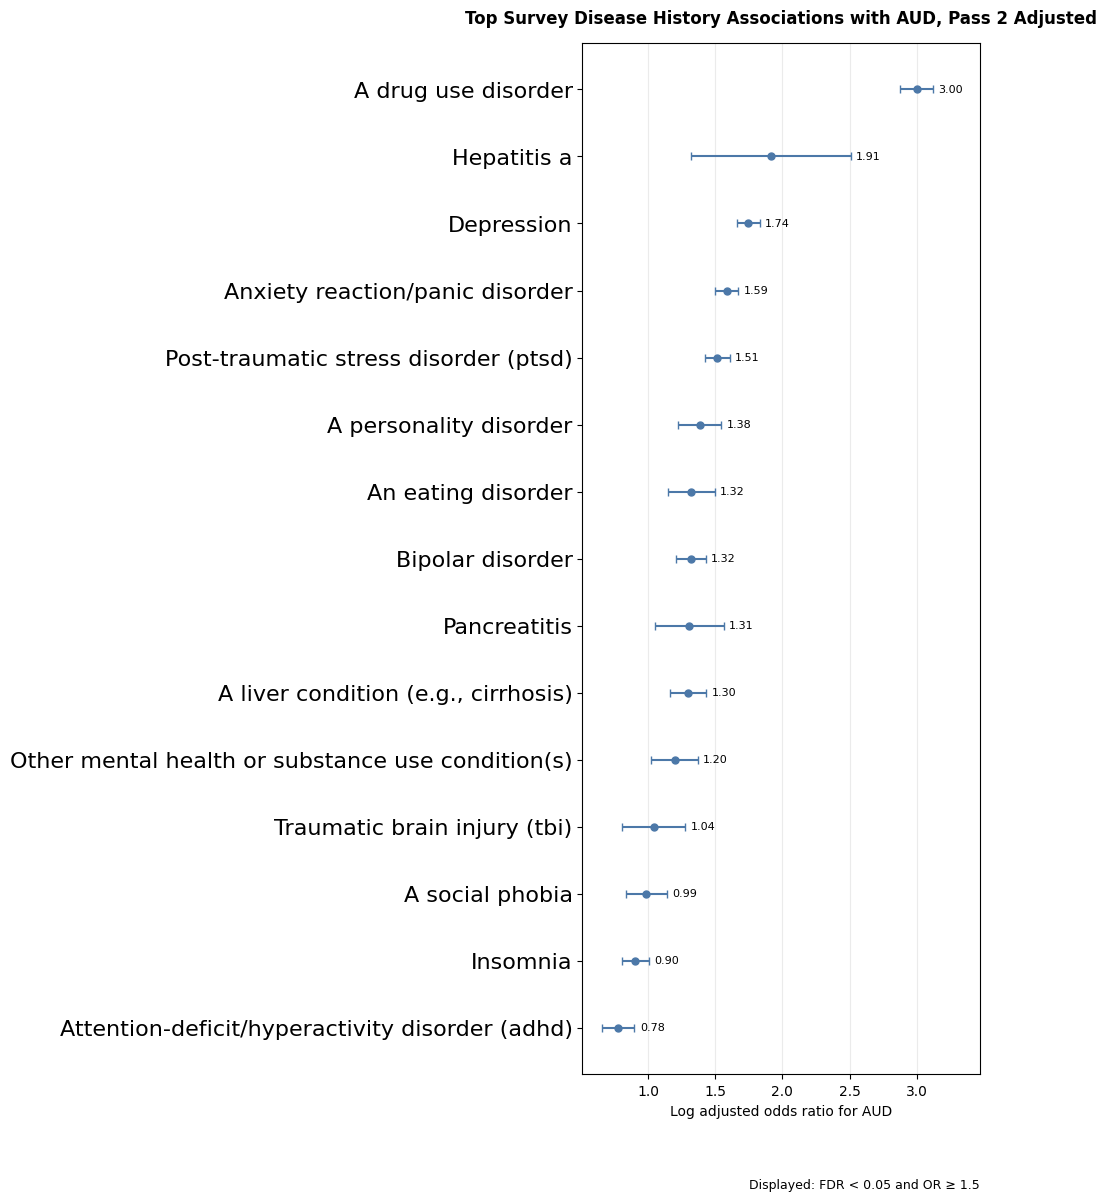 Top Survey Disease History Associations with AUD, Pass 2 Adjusted
A drug use disorder
3.00
Hepatitis a
1.91
Depression
1.74
Anxiety reaction/panic disorder
1.59
Post-traumatic stress disorder (ptsd)
1.51
A personality disorder
1.38
An eating disorder
1.32
Bipolar disorder
1.32
Pancreatitis
1.31
A liver condition (e.g., cirrhosis)
1.30
Other mental health or substance use condition(s)
1.20
Traumatic brain injury (tbi)
1.04
A social phobia
0.99
Insomnia
0.90
Attention-deficit/hyperactivity disorder (adhd)
0.78
1.0 1.5 2.0 2.5 3.0
Log adjusted odds ratio for AUD
Displayed: FDR < 0.05 and OR ≥ 1.5